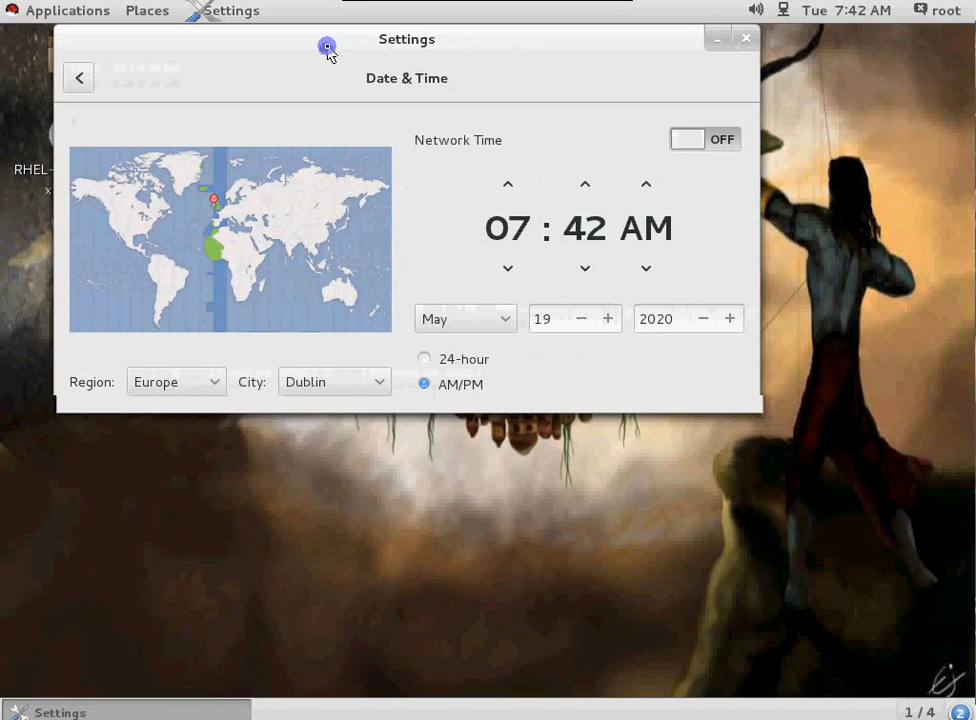 Applications Places Settings Tue 7:42 AM root
Settings
Date & Time
Network Time OFF
07 : 42 AM
May 19 2020
24-hour
Region: Europe City: Dublin AM/PM
RHEL-
x
Settings 1 / 4 2